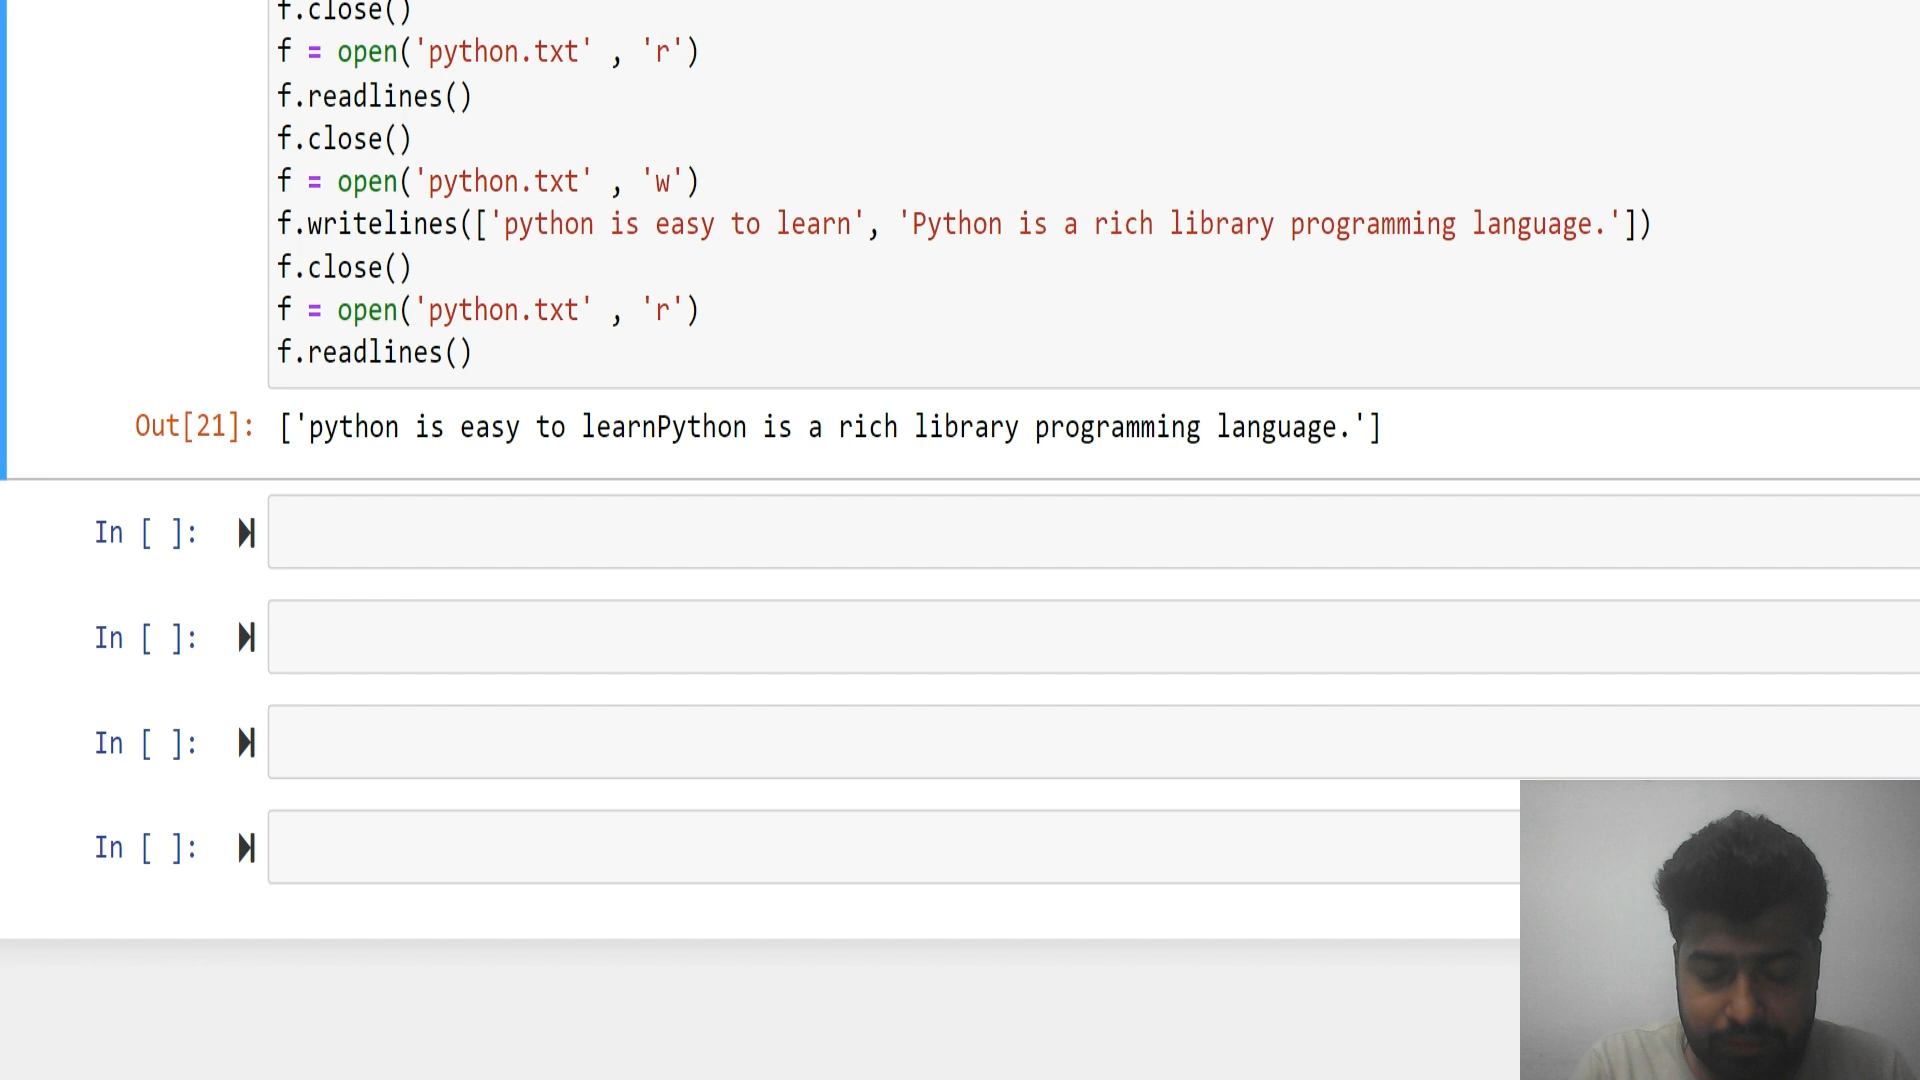 f.close()
f = open('python.txt' , 'r')
f.readlines()
f.close()
f = open('python.txt' , 'w')
f.writelines(['python is easy to learn', 'Python is a rich library programming language.'])
f.close()
f = open('python.txt' , 'r')
f.readlines()
Out[21]: ['python is easy to learnPython is a rich library programming language.']
In [ ]:
In [ ]:
In [ ]:
In [ ]: